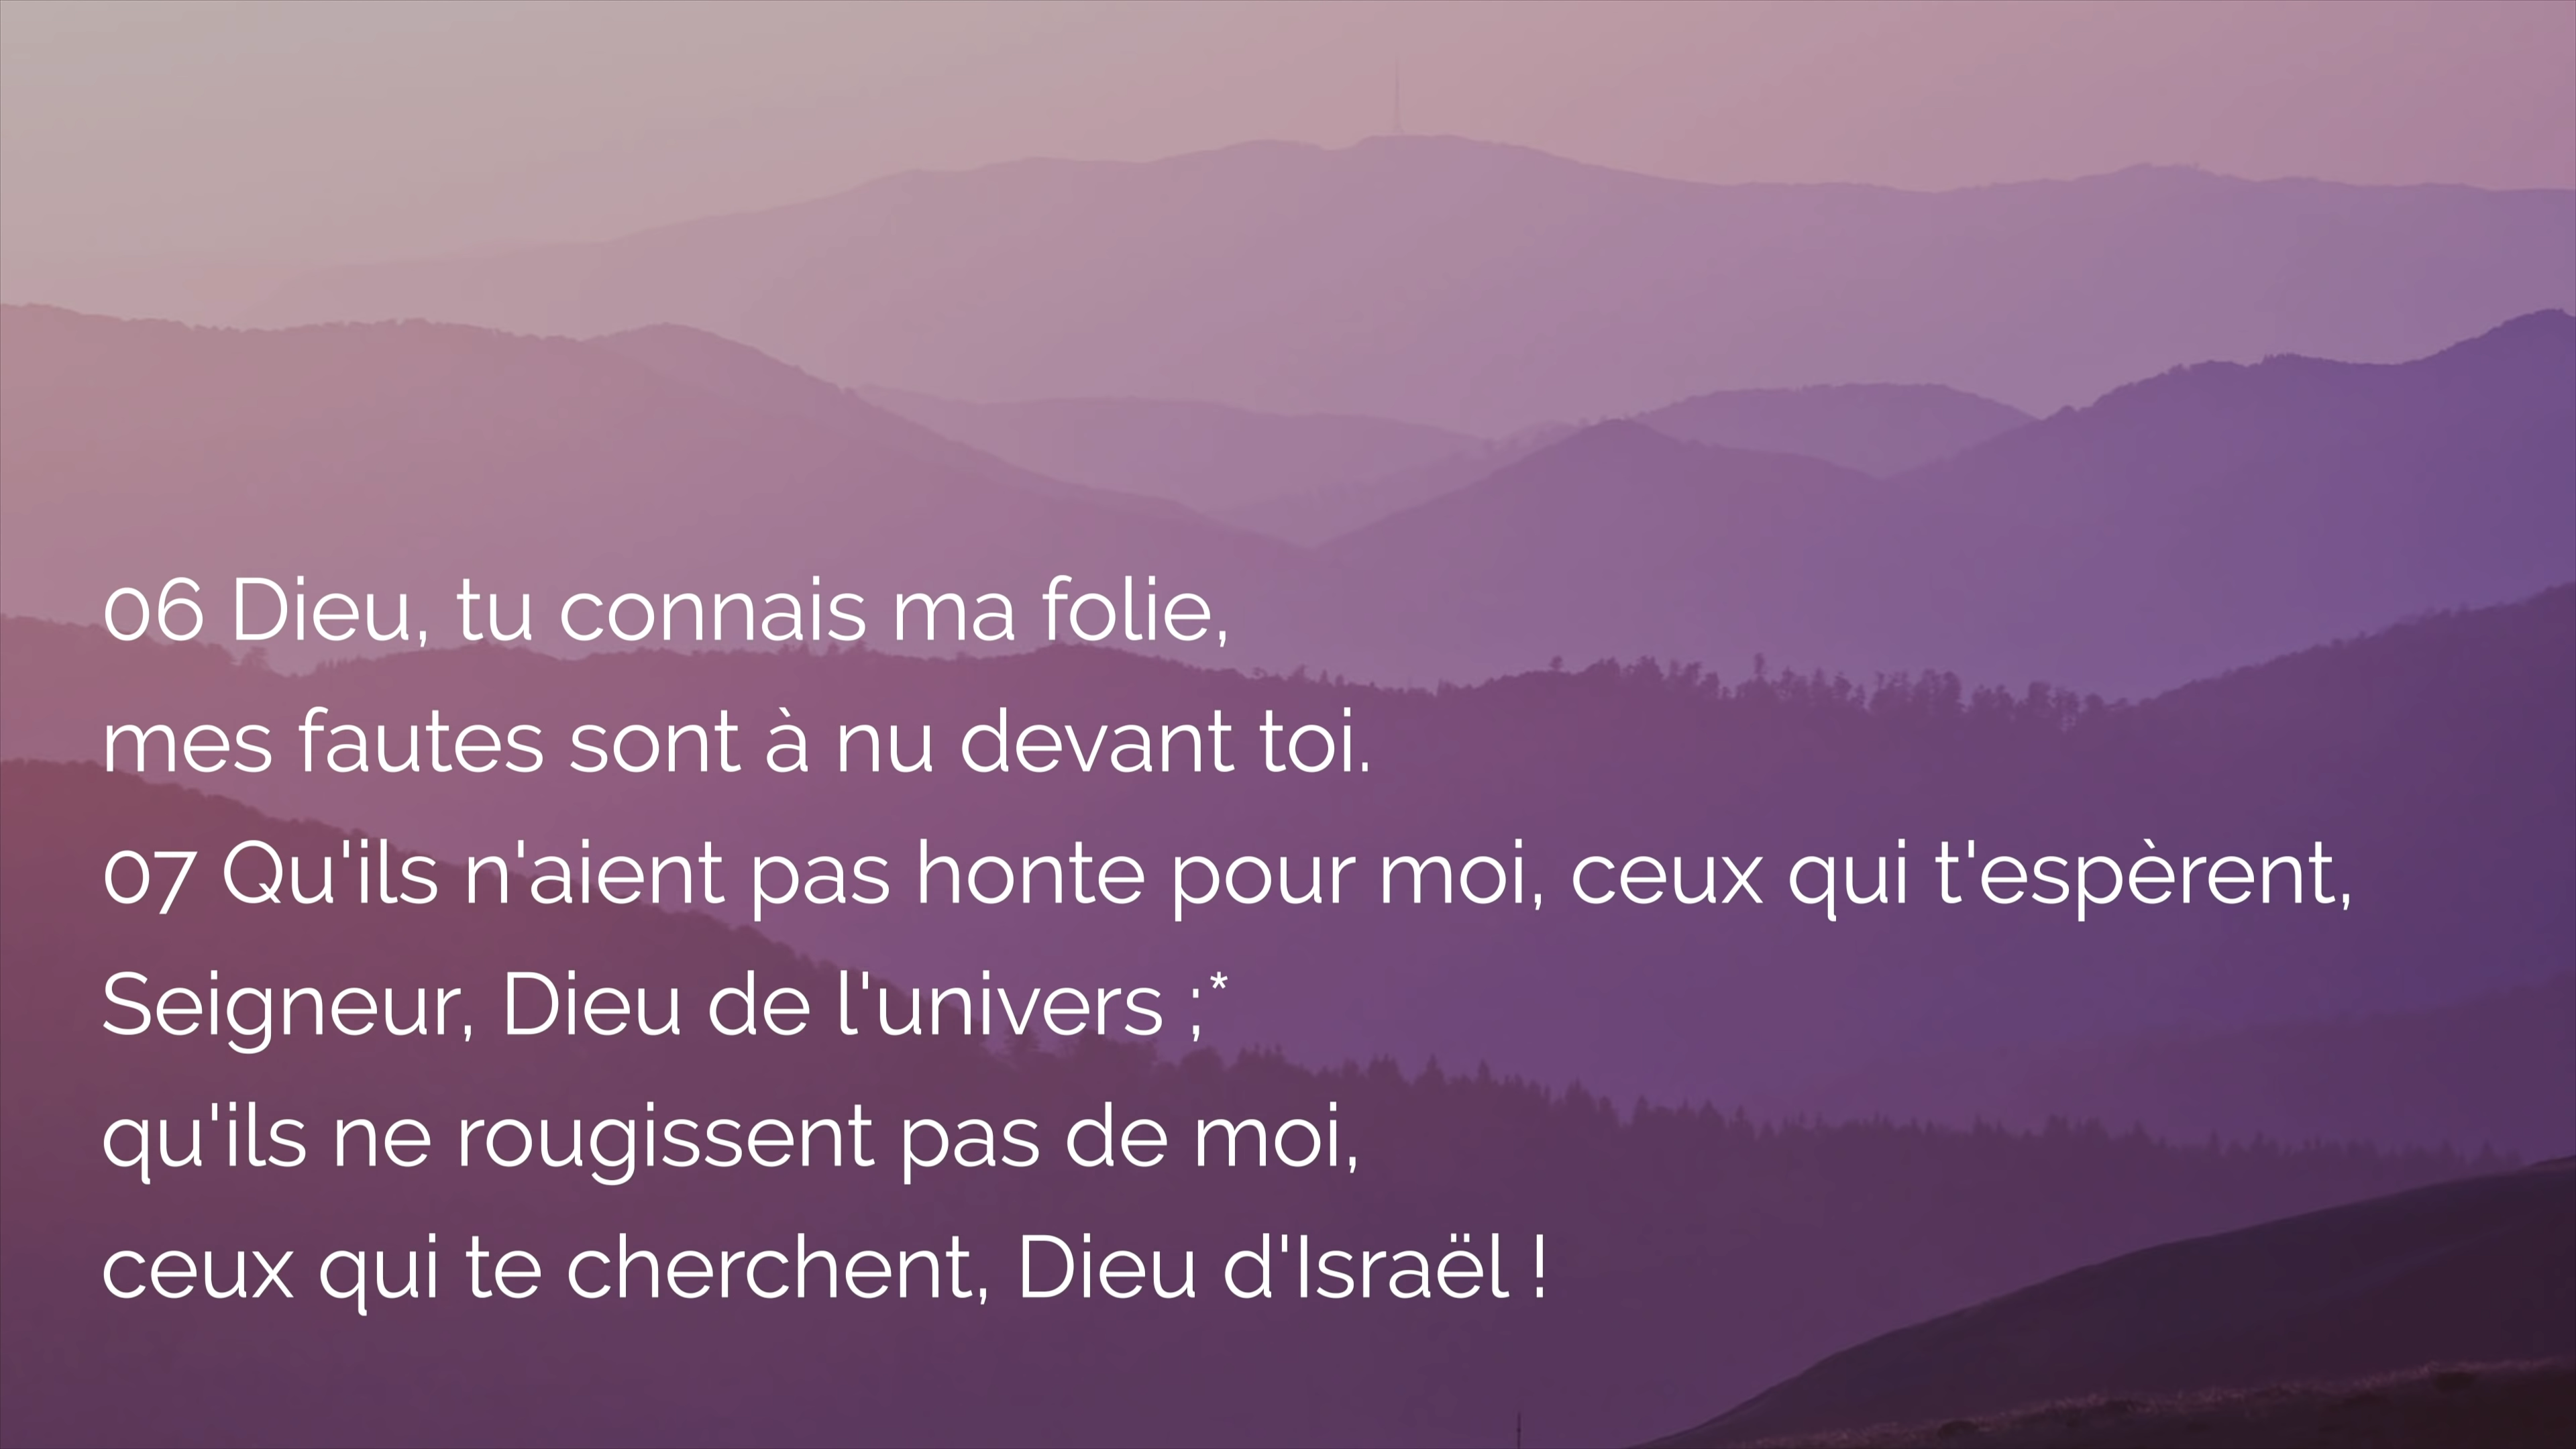 06 Dieu, tu connais ma folie,
mes fautes sont à nu devant toi.
07 Qu'ils n'aient pas honte pour moi, ceux qui t'espèrent,
Seigneur, Dieu de l'univers ;*
qu'ils ne rougissent pas de moi,
ceux qui te cherchent, Dieu d'Israël !